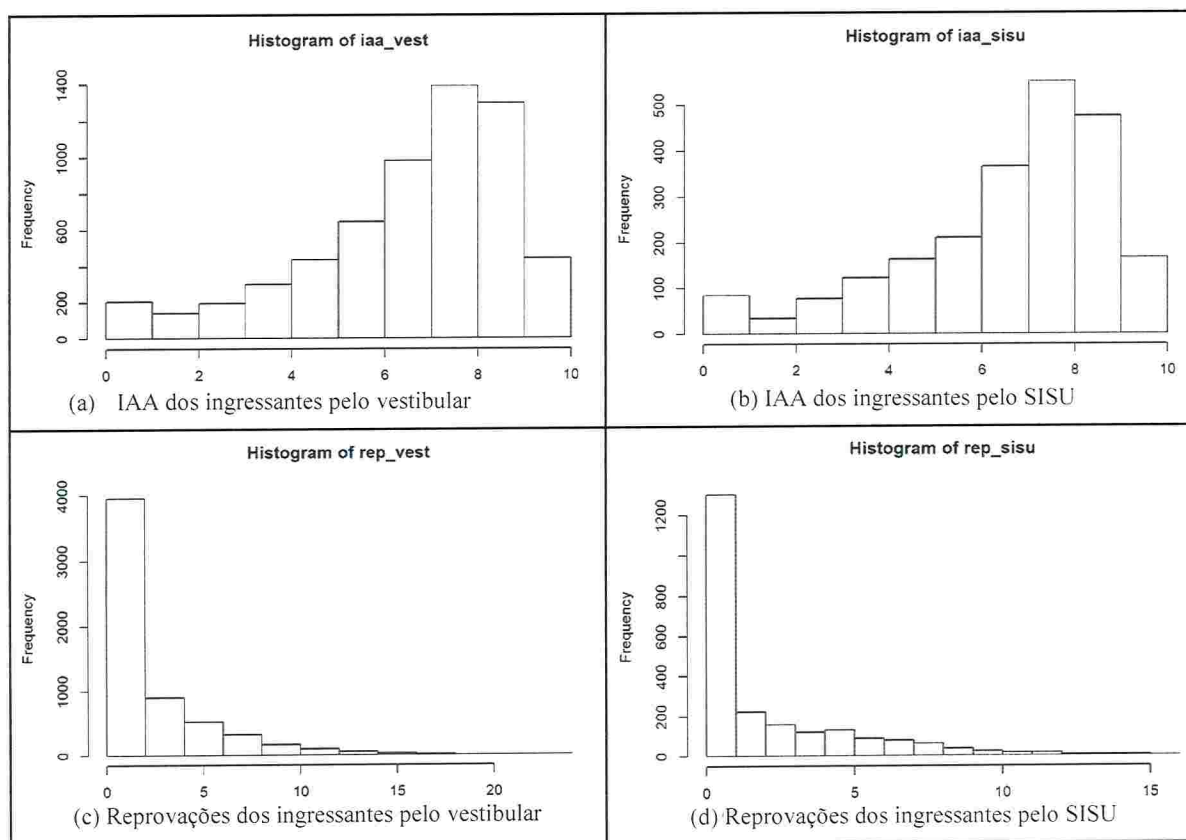 Histogram of iaa_vest
Frequency
1400
1000
600
200
0
0 2 4 6 8 10
(a) IAA dos ingressantes pelo vestibular
Histogram of iaa_sisu
Frequency
500
400
300
200
100
0
0 2 4 6 8 10
(b) IAA dos ingressantes pelo SISU
Histogram of rep_vest
Frequency
4000
3000
2000
1000
0
0 5 10 15 20
(c) Reprovações dos ingressantes pelo vestibular
Histogram of rep_sisu
Frequency
1200
800
600
400
200
0
0 5 10 15
(d) Reprovações dos ingressantes pelo SISU